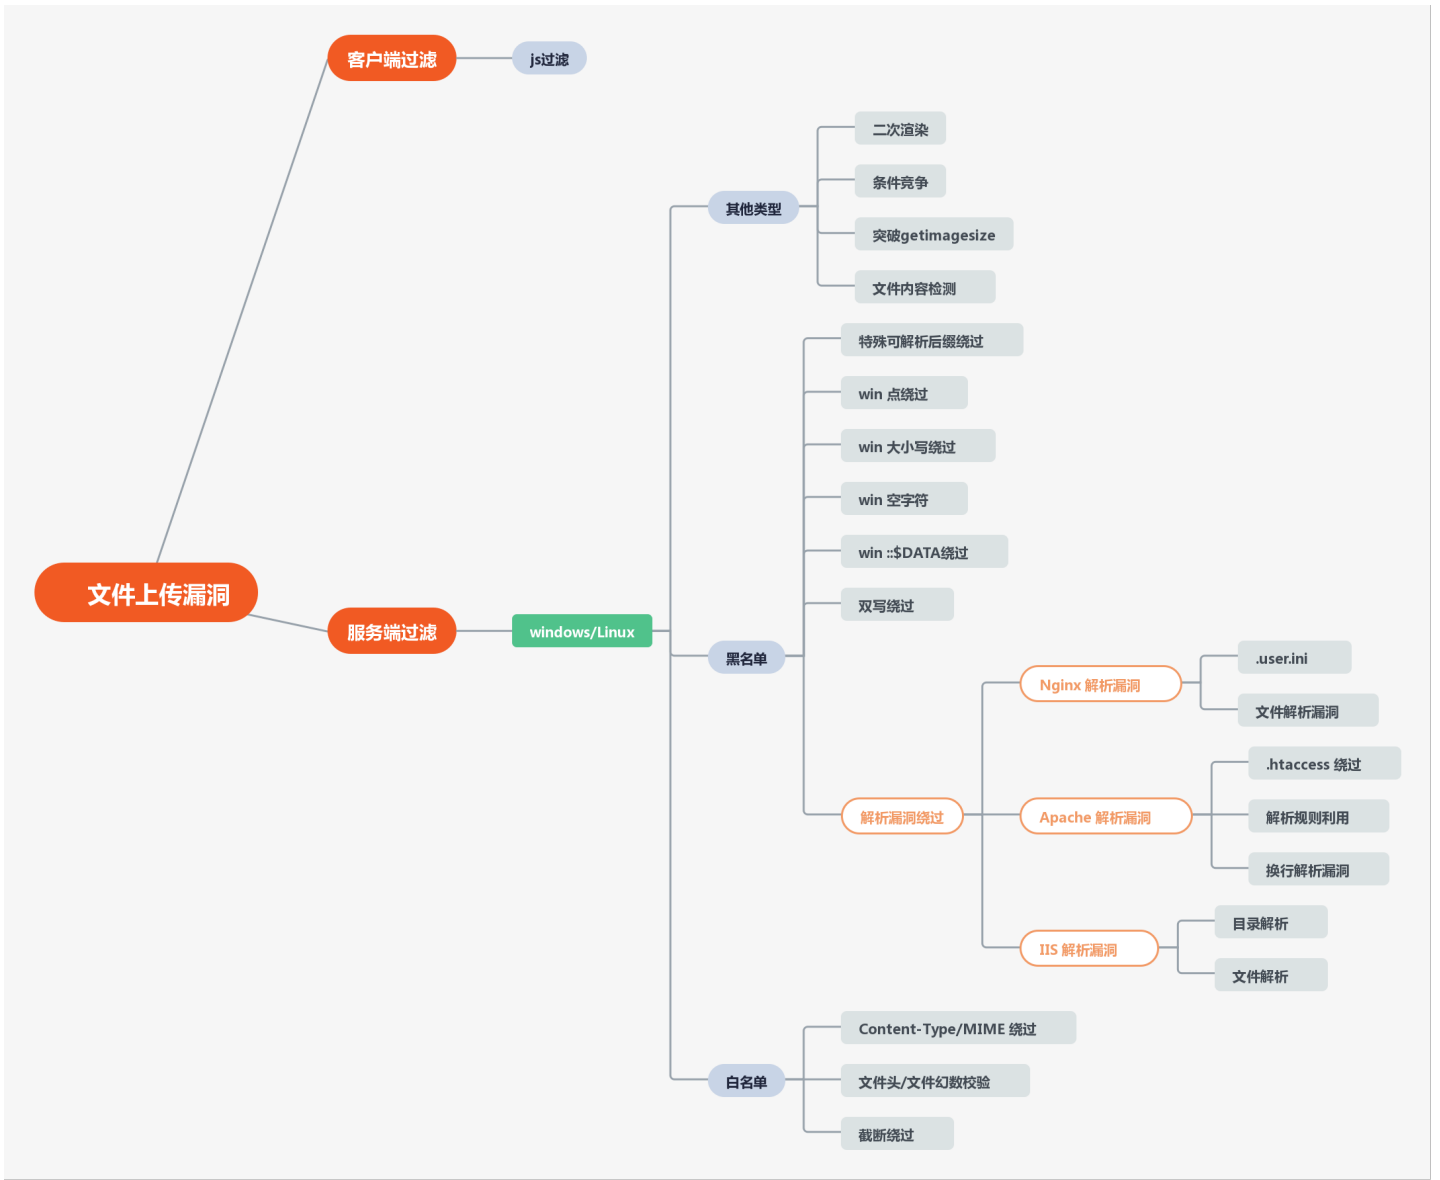 客户端过滤
js过滤
二次渲染
条件竞争
其他类型
突破getimagesize
文件内容检测
特殊可解析后缀绕过
win 点绕过
win 大小写绕过
win 空字符
win ::$DATA绕过
文件上传漏洞
双写绕过
服务端过滤
windows/Linux
黑名单
.user.ini
Nginx 解析漏洞
文件解析漏洞
.htaccess 绕过
解析漏洞绕过
Apache 解析漏洞
解析规则利用
换行解析漏洞
目录解析
IIS 解析漏洞
文件解析
Content-Type/MIME 绕过
白名单
文件头/文件幻数校验
截断绕过